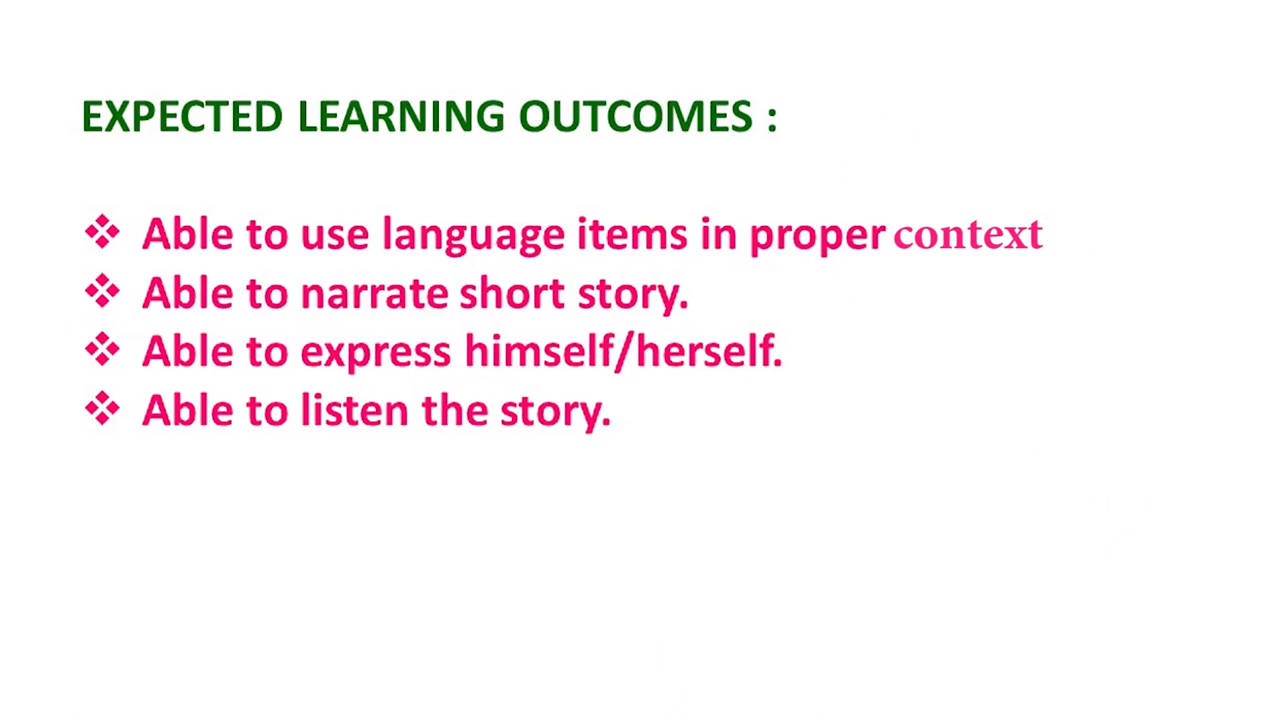 EXPECTED LEARNING OUTCOMES :
❖ Able to use language items in proper context
❖ Able to narrate short story.
❖ Able to express himself/herself.
❖ Able to listen the story.